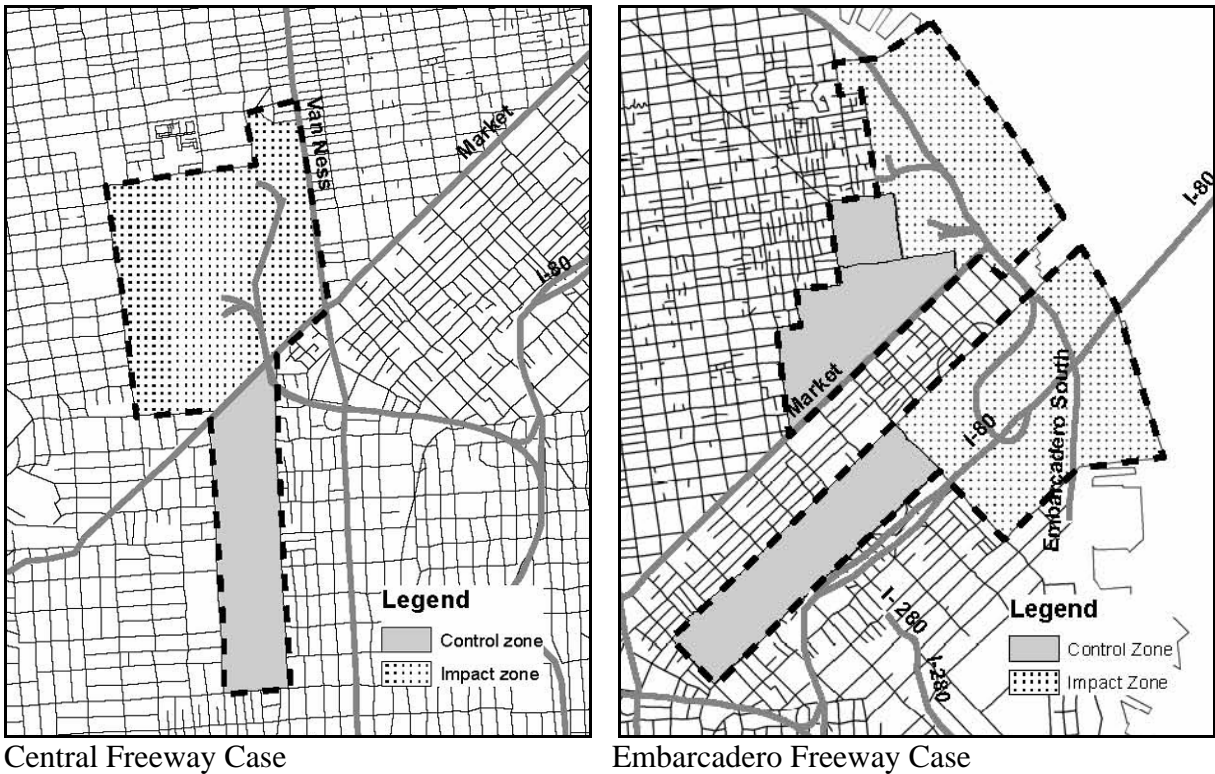 Van Ness
Market
I-80
Legend
Control zone
Impact zone
I-80
Market
I-80
Embarcadero South
I-280
I-280
Legend
Control Zone
Impact Zone
Central Freeway Case
Embarcadero Freeway Case